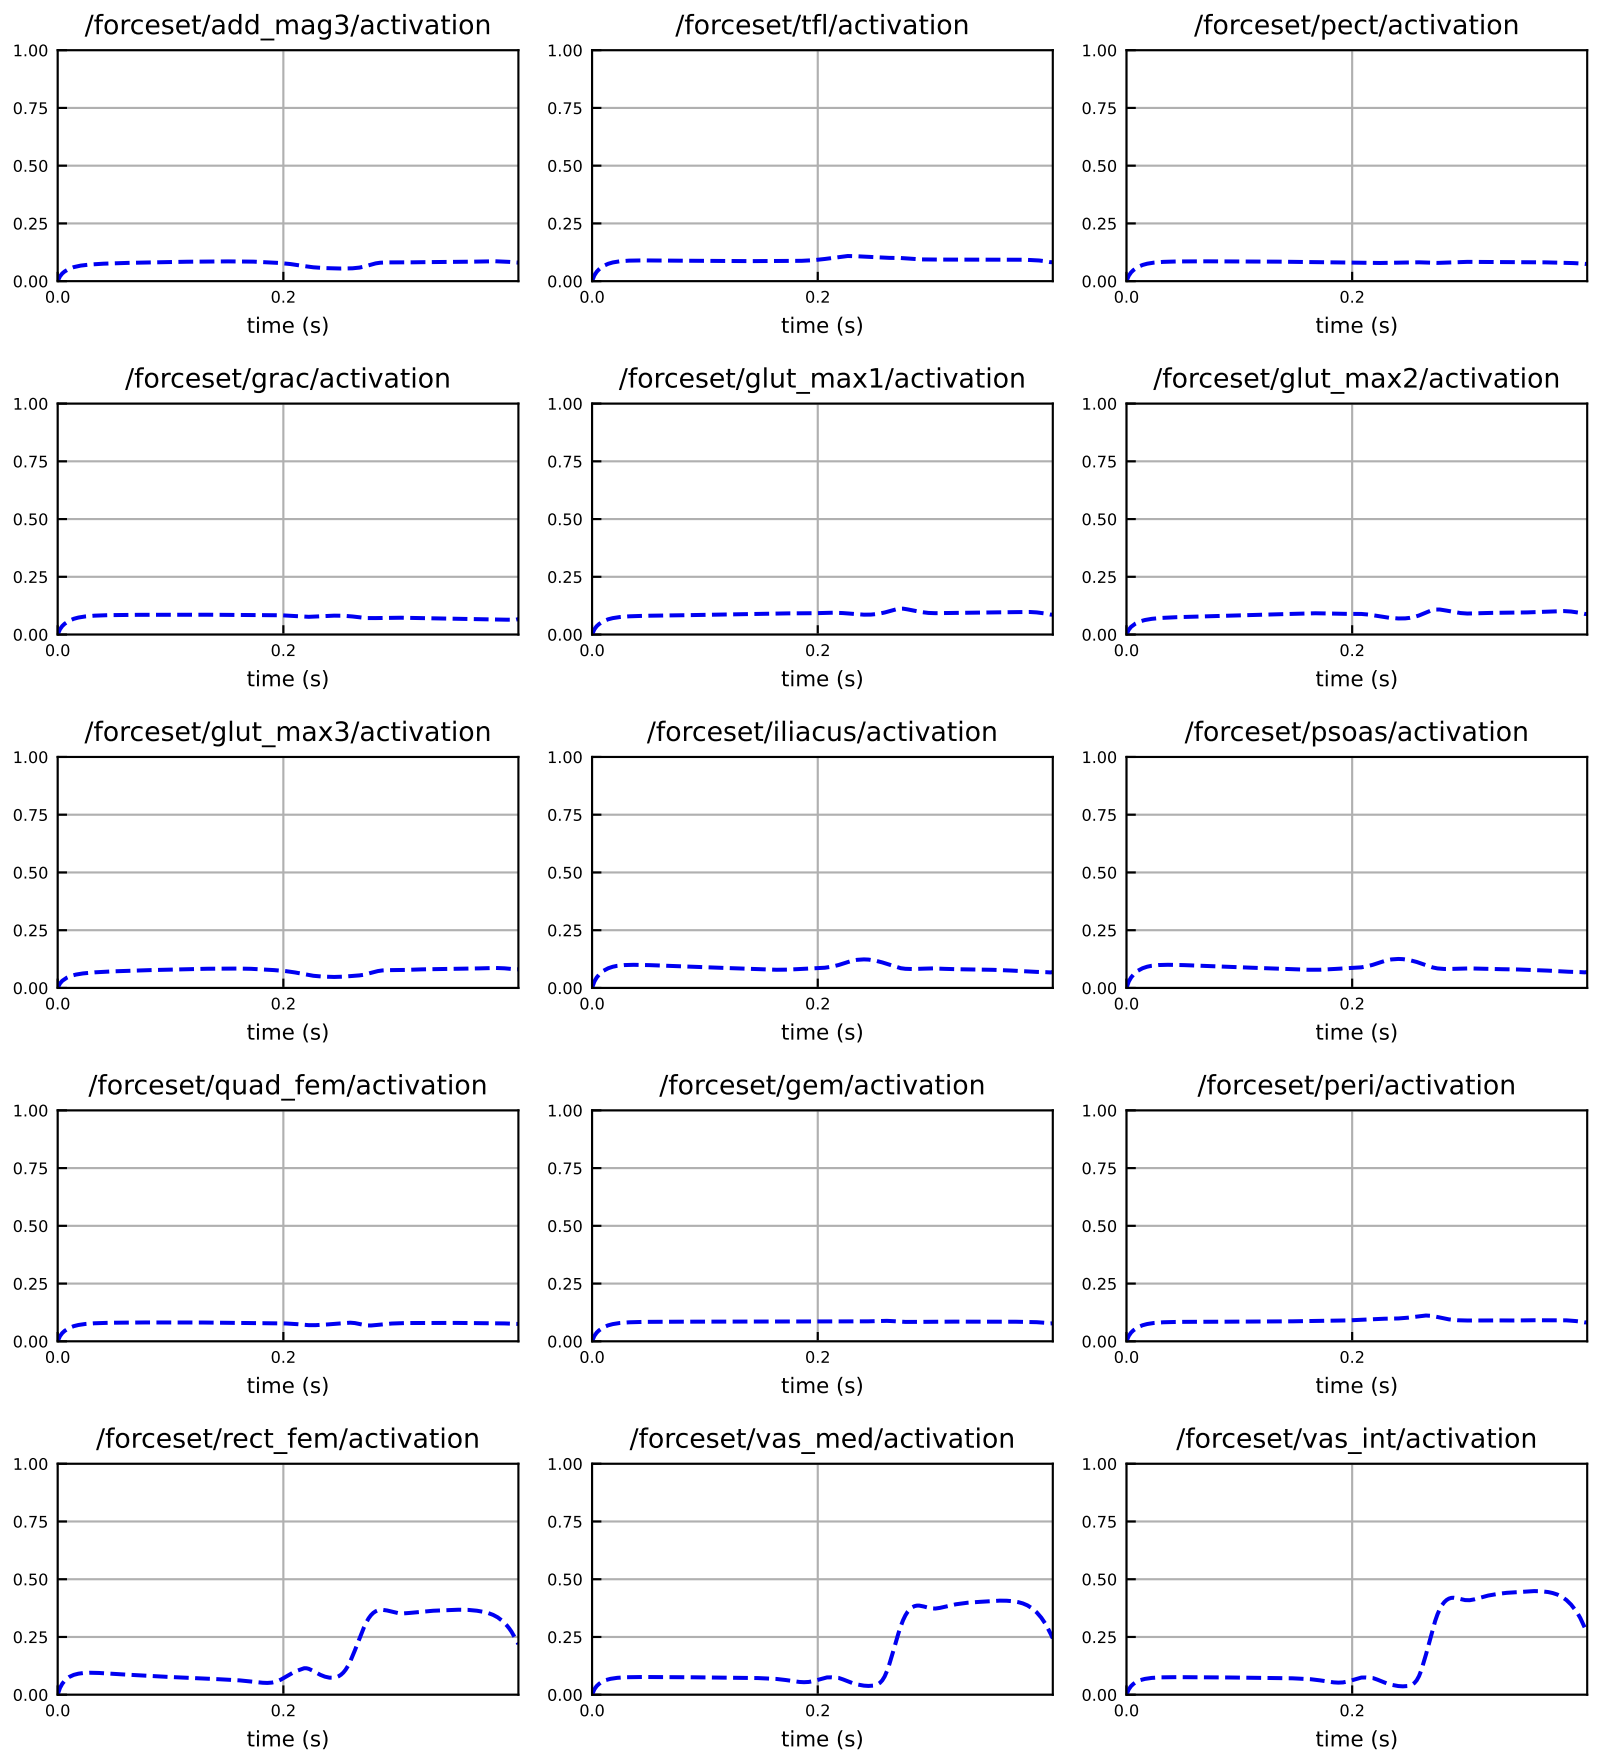 /forceset/add_mag3/activation /forceset/tfl/activation /forceset/pect/activation
1.00 1.00 1.00
0.75 0.75 0.75
0.50 0.50 0.50
0.25 0.25 0.25
0.00 0.00 0.00
0.0 0.2 0.0 0.2 0.0 0.2
time (s) time (s) time (s)
/forceset/grac/activation /forceset/glut_max1/activation /forceset/glut_max2/activation
1.00 1.00 1.00
0.75 0.75 0.75
0.50 0.50 0.50
0.25 0.25 0.25
0.00 0.00 0.00
0.0 0.2 0.0 0.2 0.0 0.2
time (s) time (s) time (s)
/forceset/glut_max3/activation /forceset/iliacus/activation /forceset/psoas/activation
1.00 1.00 1.00
0.75 0.75 0.75
0.50 0.50 0.50
0.25 0.25 0.25
0.00 0.00 0.00
0.0 0.2 0.0 0.2 0.0 0.2
time (s) time (s) time (s)
/forceset/quad_fem/activation /forceset/gem/activation /forceset/peri/activation
1.00 1.00 1.00
0.75 0.75 0.75
0.50 0.50 0.50
0.25 0.25 0.25
0.00 0.00 0.00
0.0 0.2 0.0 0.2 0.0 0.2
time (s) time (s) time (s)
/forceset/rect_fem/activation /forceset/vas_med/activation /forceset/vas_int/activation
1.00 1.00 1.00
0.75 0.75 0.75
0.50 0.50 0.50
0.25 0.25 0.25
0.00 0.00 0.00
0.0 0.2 0.0 0.2 0.0 0.2
time (s) time (s) time (s)